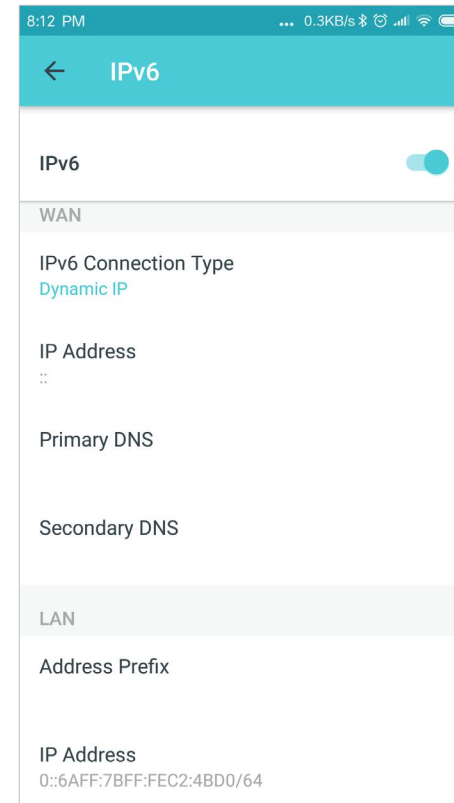 8:12 PM ... 0.3KB/s
IPv6
IPv6
WAN
IPv6 Connection Type
Dynamic IP
IP Address
::
Primary DNS
Secondary DNS
LAN
Address Prefix
IP Address
0::6AFF:7BFF:FEC2:4BD0/64